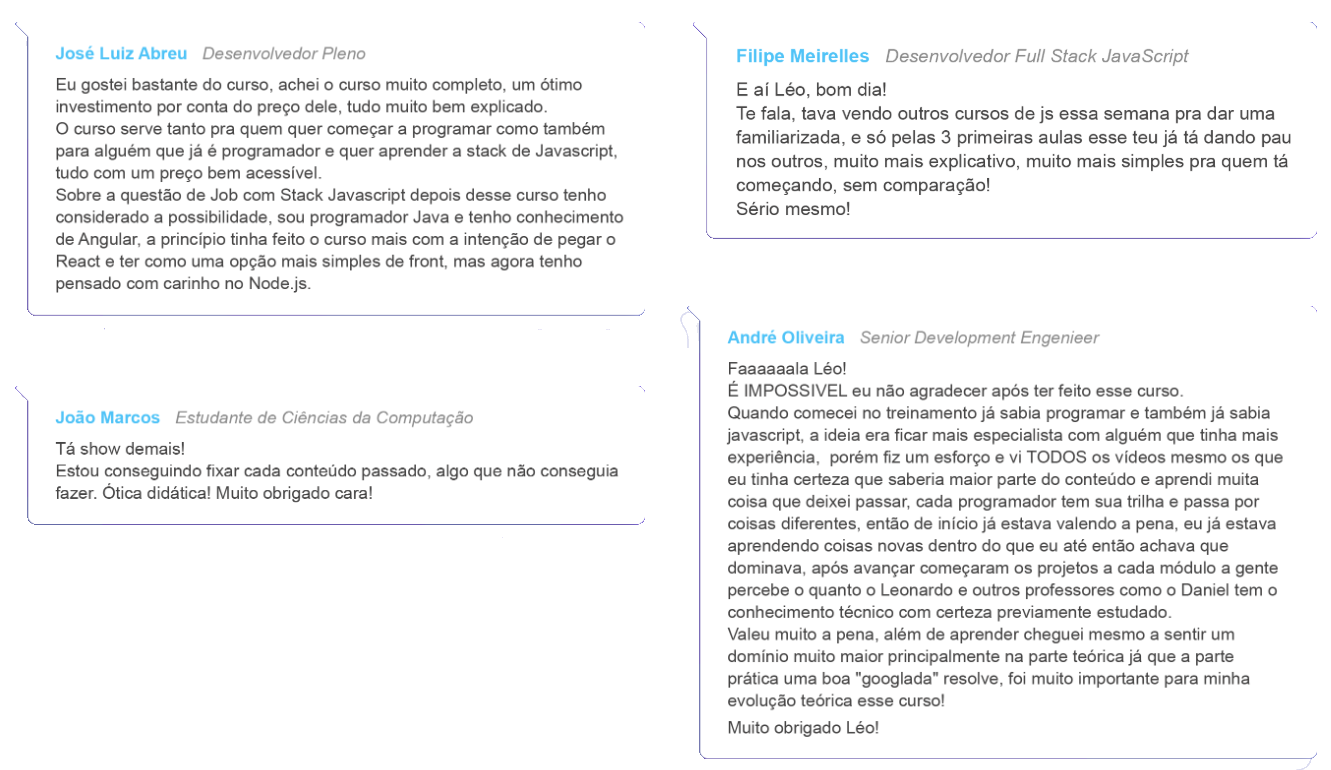 José Luiz Abreu Desenvolvedor Pleno
Eu gostei bastante do curso, achei o curso muito completo, um ótimo
investimento por conta do preço dele, tudo muito bem explicado.
O curso serve tanto pra quem quer começar a programar como também
para alguém que já é programador e quer aprender a stack de Javascript,
tudo com um preço bem acessível.
Sobre a questão de Job com Stack Javascript depois desse curso tenho
considerado a possibilidade, sou programador Java e tenho conhecimento
de Angular, a princípio tinha feito o curso mais com a intenção de pegar o
React e ter como uma opção mais simples de front, mas agora tenho
pensado com carinho no Node.js.
João Marcos Estudante de Ciências da Computação
Tá show demais!
Estou conseguindo fixar cada conteúdo passado, algo que não conseguia
fazer. Ótica didática! Muito obrigado cara!
Filipe Meirelles Desenvolvedor Full Stack JavaScript
E aí Léo, bom dia!
Te fala, tava vendo outros cursos de js essa semana pra dar uma
familiarizada, e só pelas 3 primeiras aulas esse teu já tá dando pau
nos outros, muito mais explicativo, muito mais simples pra quem tá
começando, sem comparação!
Sério mesmo!
André Oliveira Senior Development Engenieer
Faaaaaala Léo!
É IMPOSSIVEL eu não agradecer após ter feito esse curso.
Quando comecei no treinamento já sabia programar e também já sabia
javascript, a ideia era ficar mais especialista com alguém que tinha mais
experiência, porém fiz um esforço e vi TODOS os vídeos mesmo os que
eu tinha certeza que saberia maior parte do conteúdo e aprendi muita
coisa que deixei passar, cada programador tem sua trilha e passa por
coisas diferentes, então de início já estava valendo a pena, eu já estava
aprendendo coisas novas dentro do que eu até então achava que
dominava, após avançar começaram os projetos a cada módulo a gente
percebe o quanto o Leonardo e outros professores como o Daniel tem o
conhecimento técnico com certeza previamente estudado.
Valeu muito a pena, além de aprender cheguei mesmo a sentir um
domínio muito maior principalmente na parte teórica já que a parte
prática uma boa "googlada" resolve, foi muito importante para minha
evolução teórica esse curso!
Muito obrigado Léo!